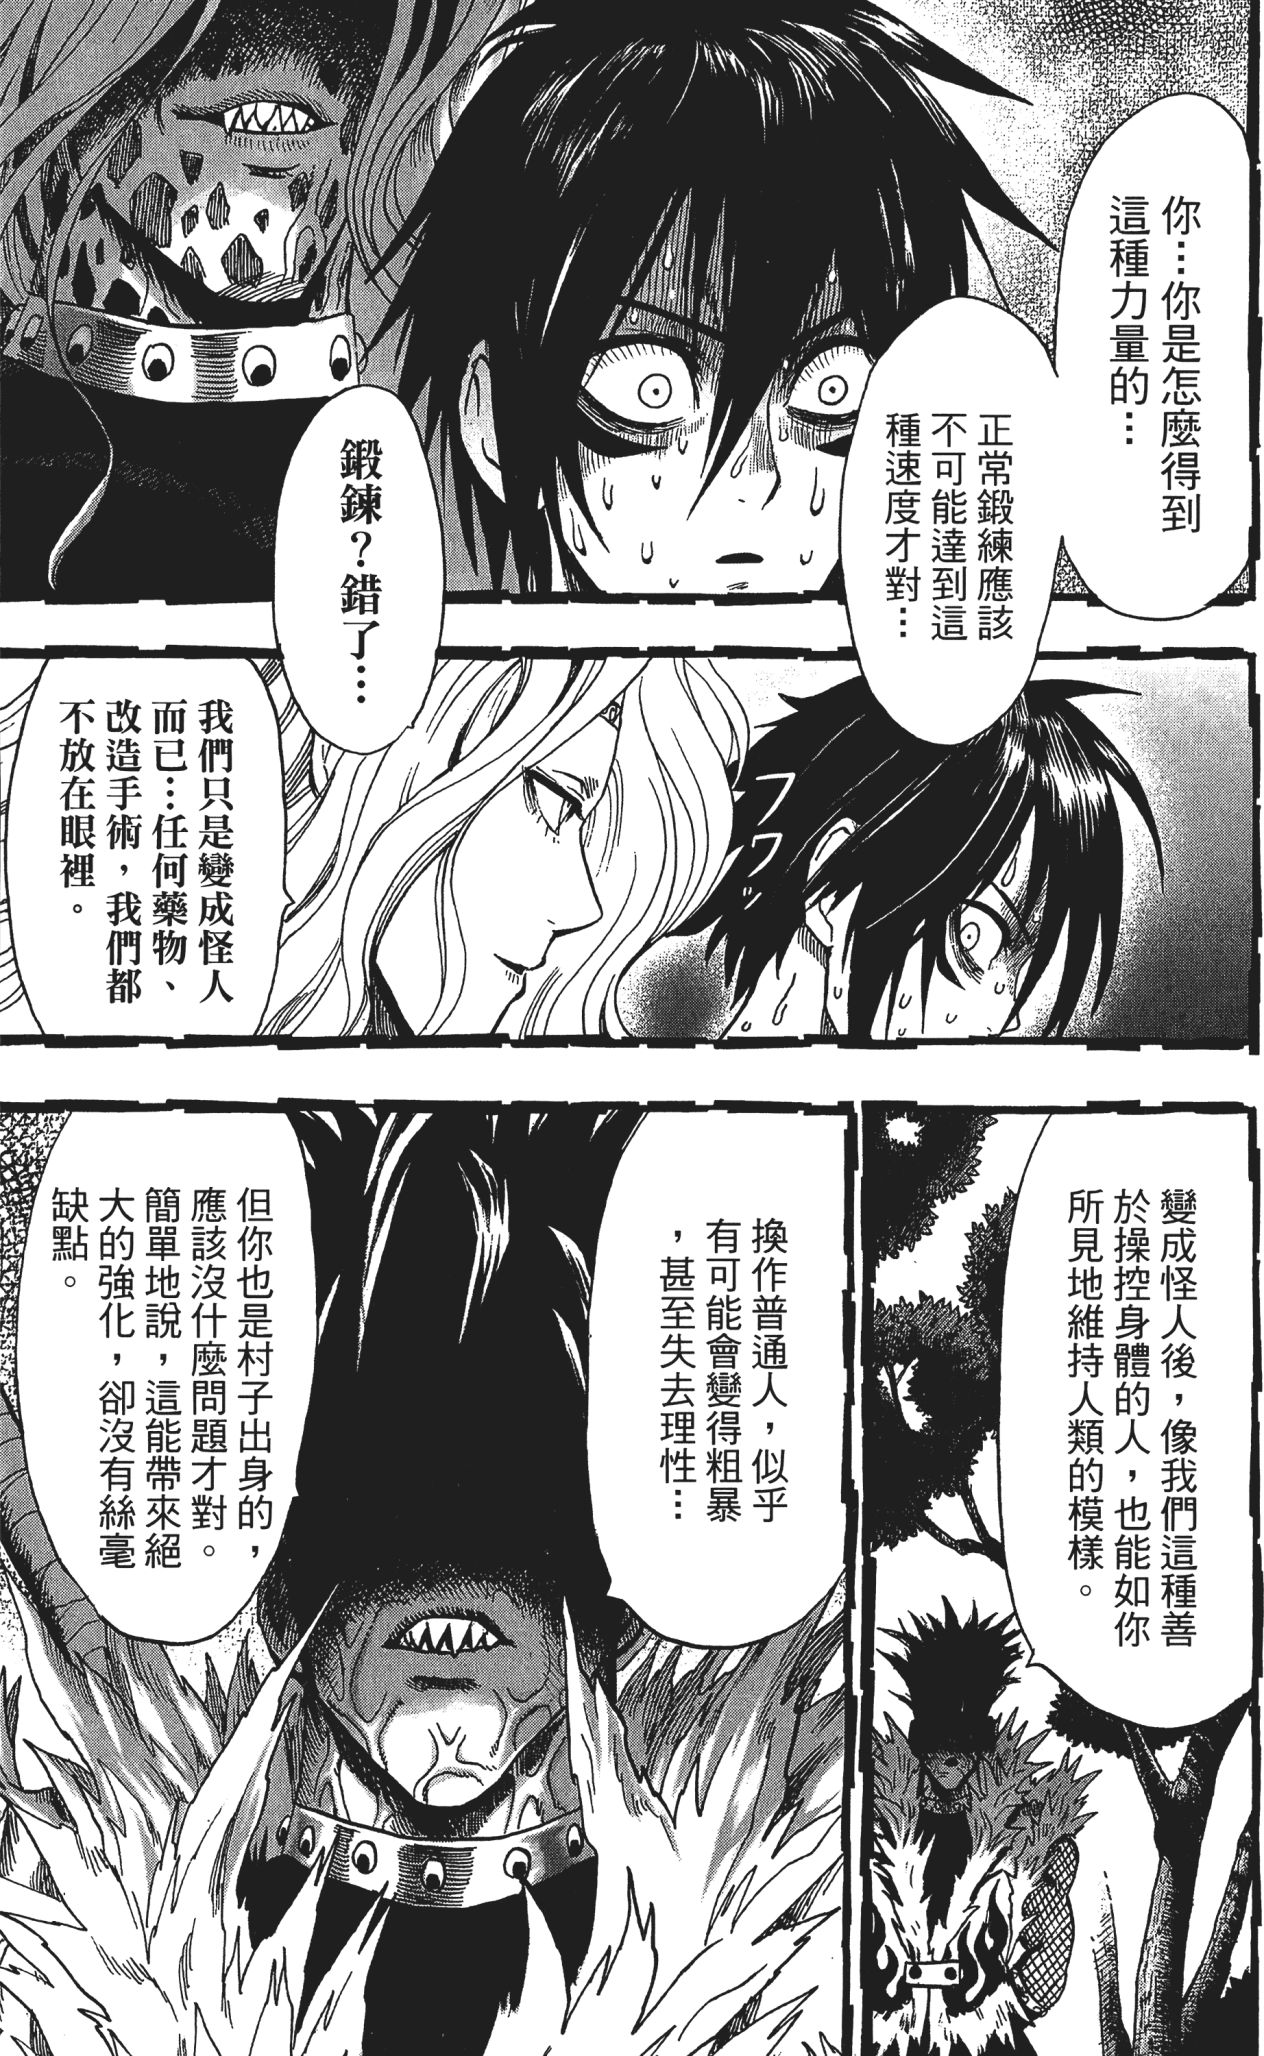 你…你是怎麼得到
這種力量的…
正常鍛練應該
不可能達到這
種速度才對…
鍛鍊？錯了…
我們只是變成怪人
而已…任何藥物、
改造手術，我們都
不放在眼裡。
フワッ
變成怪人後，像我們這種善
於操控身體的人，也能如你
所見地維持人類的模樣。
換作普通人，似乎
有可能會變得粗暴
，甚至失去理性…
但你也是村子出身的，
應該沒什麼問題才對。
簡單地說，這能帶來絕
大的強化，卻沒有絲毫
缺點。